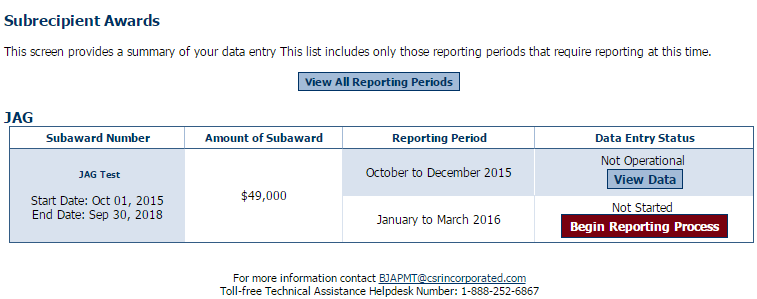 Subrecipient Awards
This screen provides a summary of your data entry This list includes only those reporting periods that require reporting at this time.
View All Reporting Periods
JAG
Subaward Number Amount of Subaward Reporting Period Data Entry Status
JAG Test
Start Date: Oct 01, 2015
End Date: Sep 30, 2018
$49,000
October to December 2015
Not Operational
View Data
January to March 2016
Not Started
Begin Reporting Process
For more information contact BJAPMT@csrincorporated.com
Toll-free Technical Assistance Helpdesk Number: 1-888-252-6867